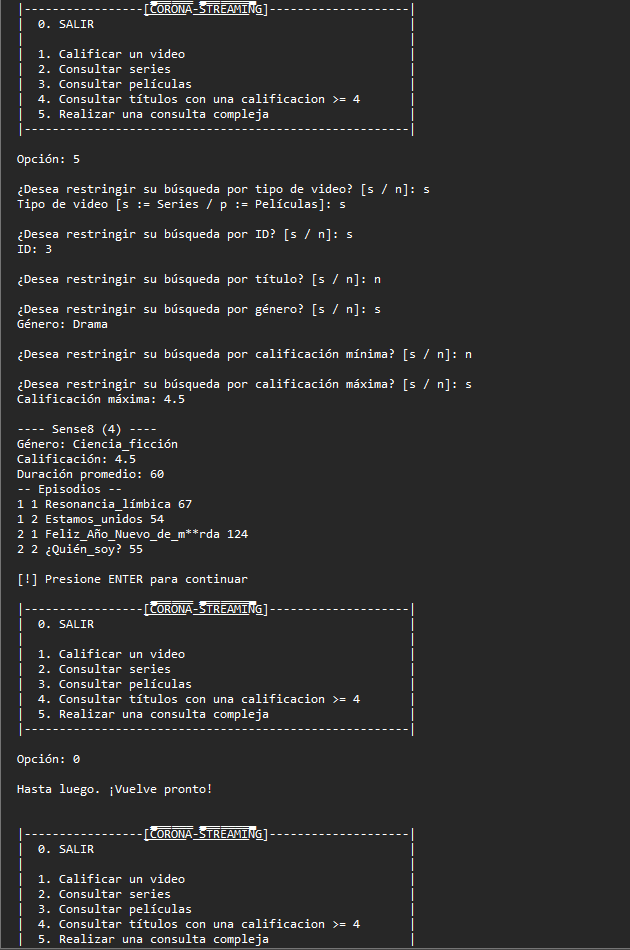 |-----------------[CORONA-STREAMING]--------------------|
|  0. SALIR                                             |
|                                                       |
|  1. Calificar un video                                |
|  2. Consultar series                                  |
|  3. Consultar películas                               |
|  4. Consultar títulos con una calificacion >= 4       |
|  5. Realizar una consulta compleja                    |
|-------------------------------------------------------|
Opción: 5
¿Desea restringir su búsqueda por tipo de video? [s / n]: s
Tipo de video [s := Series / p := Películas]: s
¿Desea restringir su búsqueda por ID? [s / n]: s
ID: 3
¿Desea restringir su búsqueda por título? [s / n]: n
¿Desea restringir su búsqueda por género? [s / n]: s
Género: Drama
¿Desea restringir su búsqueda por calificación mínima? [s / n]: n
¿Desea restringir su búsqueda por calificación máxima? [s / n]: s
Calificación máxima: 4.5
---- Sense8 (4) ----
Género: Ciencia_ficción
Calificación: 4.5
Duración promedio: 60
-- Episodios --
1 1 Resonancia_límbica 67
1 2 Estamos_unidos 54
2 1 Feliz_Año_Nuevo_de_m**rda 124
2 2 ¿Quién_soy? 55
[!] Presione ENTER para continuar
|-----------------[CORONA-STREAMING]--------------------|
|  0. SALIR                                             |
|                                                       |
|  1. Calificar un video                                |
|  2. Consultar series                                  |
|  3. Consultar películas                               |
|  4. Consultar títulos con una calificacion >= 4       |
|  5. Realizar una consulta compleja                    |
|-------------------------------------------------------|
Opción: 0
Hasta luego. ¡Vuelve pronto!
|-----------------[CORONA-STREAMING]--------------------|
|  0. SALIR                                             |
|                                                       |
|  1. Calificar un video                                |
|  2. Consultar series                                  |
|  3. Consultar películas                               |
|  4. Consultar títulos con una calificacion >= 4       |
|  5. Realizar una consulta compleja                    |